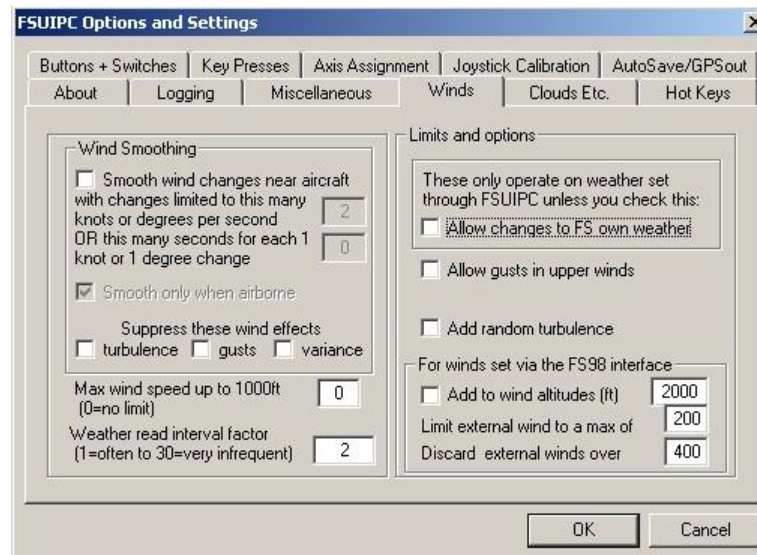 FSUIPC Options and Settings
Buttons + Switches
Key Presses
Axis Assignment
Joystick Calibration
AutoSave/GPSout
About
Logging
Miscellaneous
Winds
Clouds Etc.
Hot Keys
Wind Smoothing
Smooth wind changes near aircraft
with changes limited to this many
knots or degrees per second
2
OR this many seconds for each 1
knot or 1 degree change
0
Smooth only when airborne
Suppress these wind effects
turbulence
gusts
variance
Max wind speed up to 1000ft
(0=no limit)
0
Weather read interval factor
(1=often to 30=very infrequent)
2
Limits and options
These only operate on weather set
through FSUIPC unless you check this:
Allow changes to FS own weather
Allow gusts in upper winds
Add random turbulence
For winds set via the FS98 interface
Add to wind altitudes (ft)
2000
Limit external wind to a max of
200
Discard external winds over
400
OK
Cancel